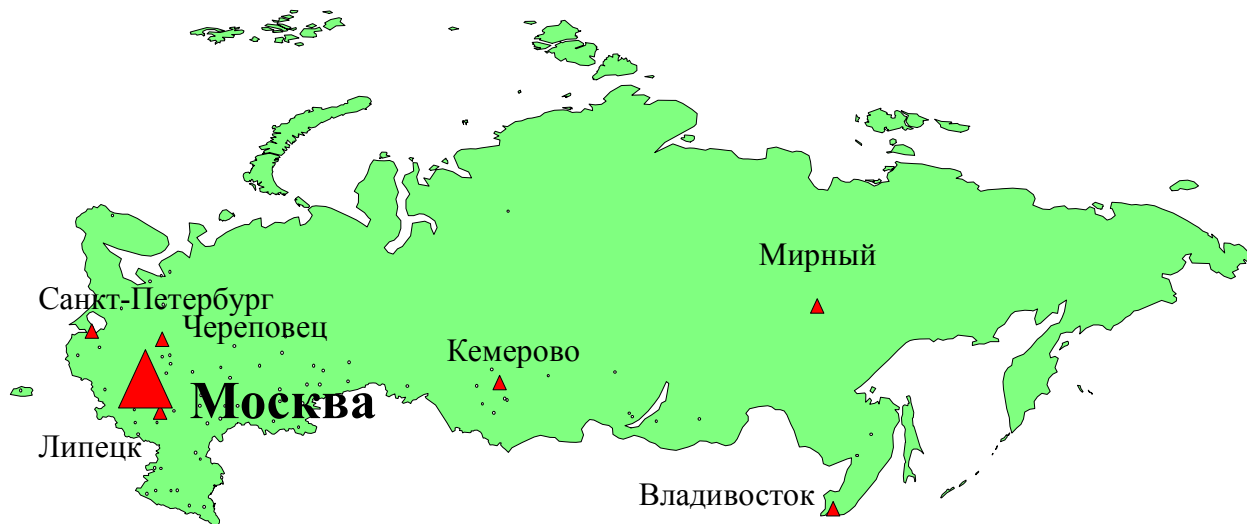 Мирный
Санкт-Петербург
Череповец
Кемерово
Москва
Липецк
Владивосток